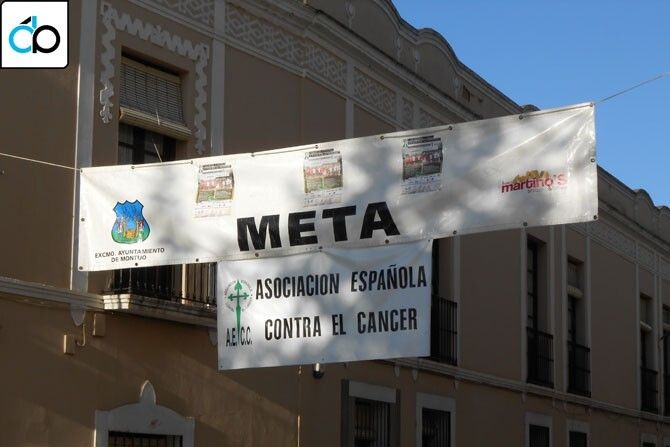 EXCMO. AYUNTAMIENTO
DE MONTIJO
META
martino's
ASOCIACION ESPAÑOLA
CONTRA EL CANCER
A.E.C.C.